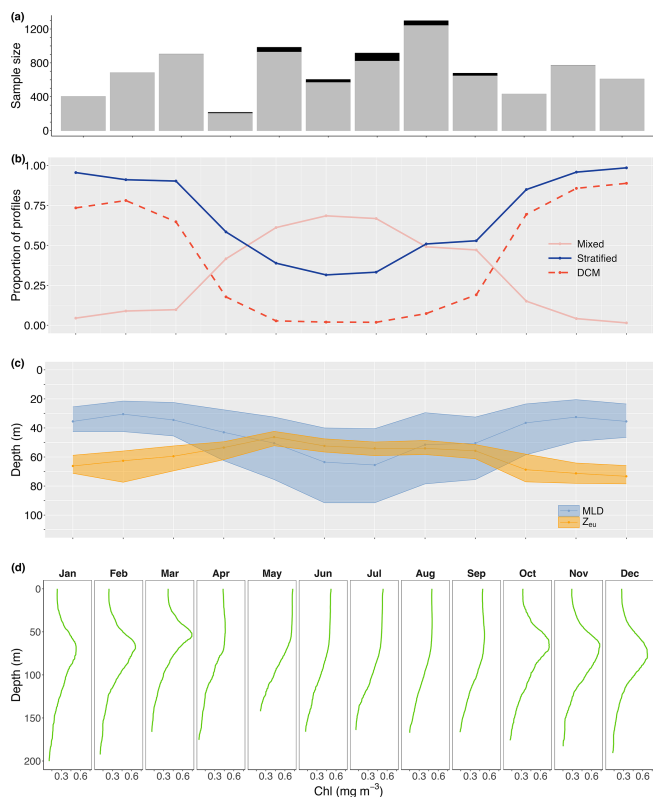 (a)
Sample size
1200
800
400
0
(b)
Proportion of profiles
1.00
0.75
0.50
0.25
0.00
Mixed
Stratified
DCM
(c)
Depth (m)
0
20
40
60
80
100
MLD
Zeu
(d)
Jan Feb Mar Apr May Jun Jul Aug Sep Oct Nov Dec
Depth (m)
0
50
100
150
200
0.3 0.6 0.3 0.6 0.3 0.6 0.3 0.6 0.3 0.6 0.3 0.6 0.3 0.6 0.3 0.6 0.3 0.6 0.3 0.6 0.3 0.6 0.3 0.6
Chl (mg m−3)